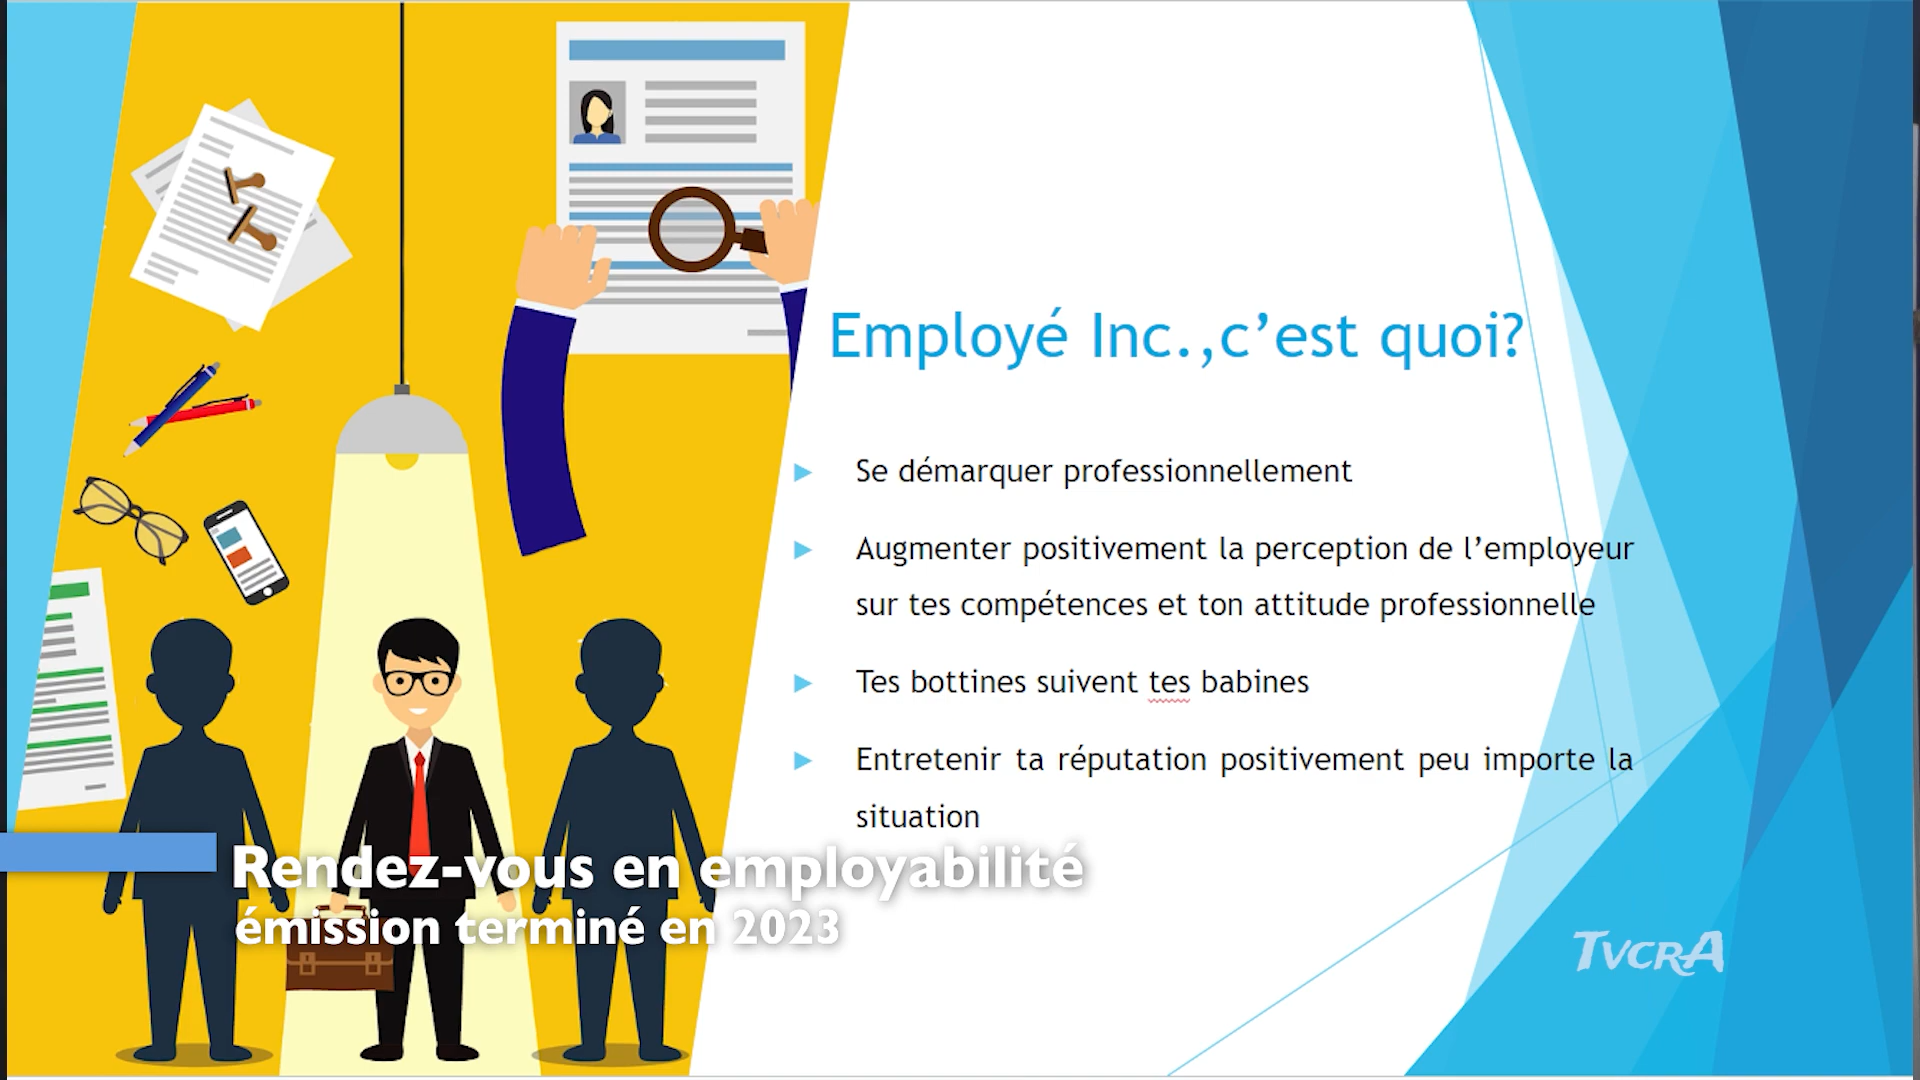 Employé Inc.,c’est quoi?
Se démarquer professionnellement
Augmenter positivement la perception de l’employeur
sur tes compétences et ton attitude professionnelle
Tes bottines suivent tes babines
Entretenir ta réputation positivement peu importe la
situation
Rendez-vous en employabilité
émission terminé en 2023
TVCRA